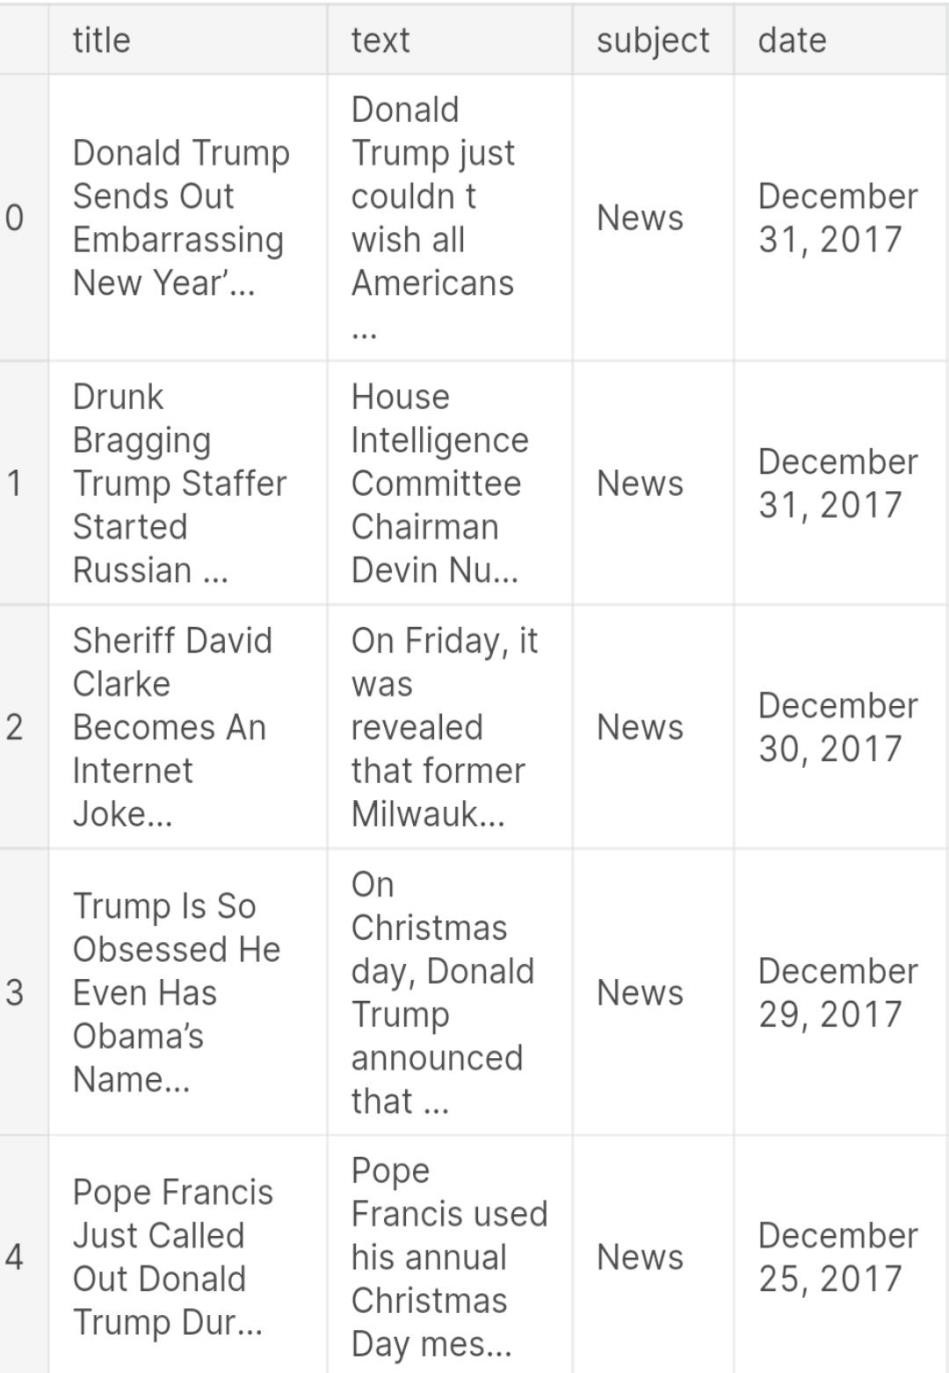 title text subject date
0
Donald Trump
Sends Out
Embarrassing
New Year’...
Donald
Trump just
couldn t
wish all
Americans
...
News
December
31, 2017
1
Drunk
Bragging
Trump Staffer
Started
Russian ...
House
Intelligence
Committee
Chairman
Devin Nu...
News
December
31, 2017
2
Sheriff David
Clarke
Becomes An
Internet
Joke...
On Friday, it
was
revealed
that former
Milwauk...
News
December
30, 2017
3
Trump Is So
Obsessed He
Even Has
Obama’s
Name...
On
Christmas
day, Donald
Trump
announced
that ...
News
December
29, 2017
4
Pope Francis
Just Called
Out Donald
Trump Dur...
Pope
Francis used
his annual
Christmas
Day mes...
News
December
25, 2017